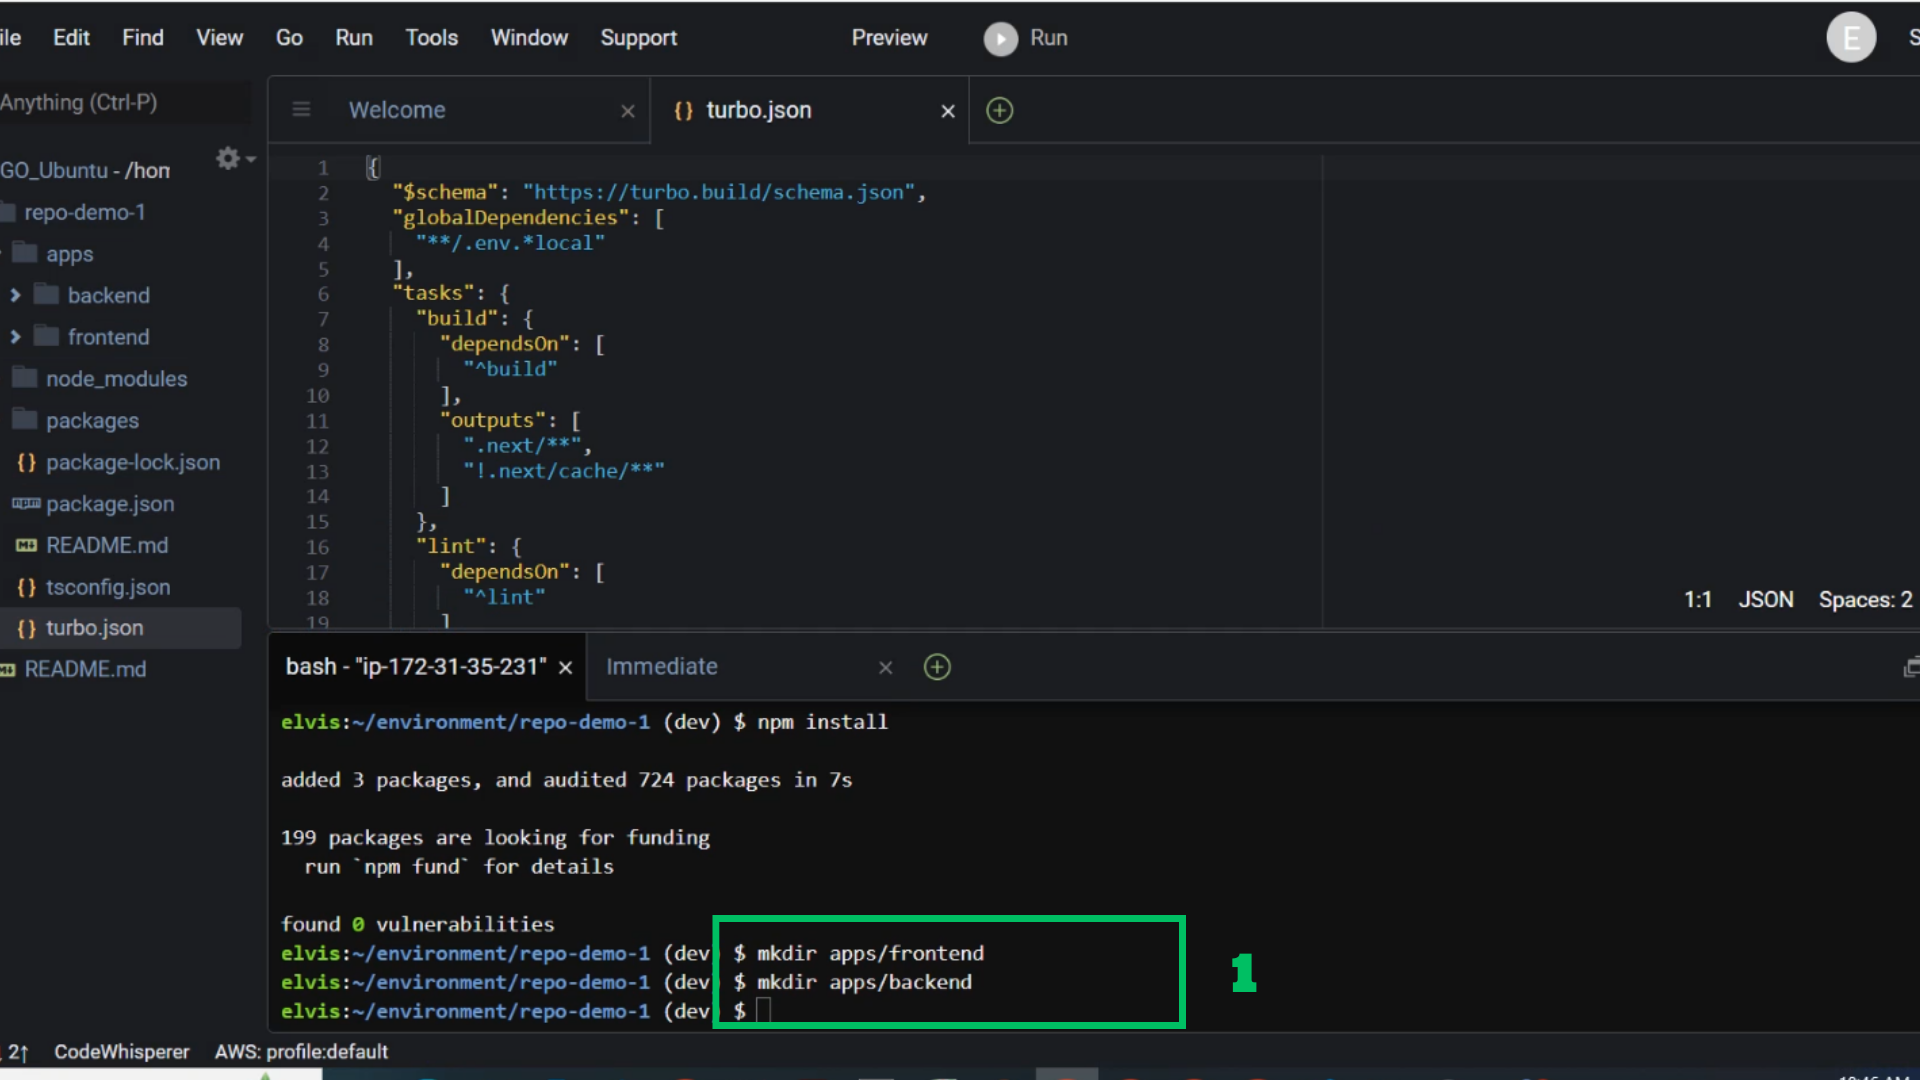 ile Edit Find View Go Run Tools Window Support Preview Run E S
Anything (Ctrl-P)
GO_Ubuntu - /hom
repo-demo-1
apps
backend
frontend
node_modules
packages
{} package-lock.json
npm package.json
M↓ README.md
{} tsconfig.json
{} turbo.json
M↓ README.md
Welcome × {} turbo.json ×
1 {
2 "$schema": "https://turbo.build/schema.json",
3 "globalDependencies": [
4 "**/.env.*local"
5 ],
6 "tasks": {
7 "build": {
8 "dependsOn": [
9 "^build"
10 ],
11 "outputs": [
12 ".next/**",
13 "!.next/cache/**"
14 ]
15 },
16 "lint": {
17 "dependsOn": [
18 "^lint"
19 ]
1:1 JSON Spaces: 2
bash - "ip-172-31-35-231" × Immediate ×
elvis:~/environment/repo-demo-1 (dev) $ npm install
added 3 packages, and audited 724 packages in 7s
199 packages are looking for funding
run `npm fund` for details
found 0 vulnerabilities
elvis:~/environment/repo-demo-1 (dev $ mkdir apps/frontend
elvis:~/environment/repo-demo-1 (dev $ mkdir apps/backend
elvis:~/environment/repo-demo-1 (dev $
1
2↑ CodeWhisperer AWS: profile:default